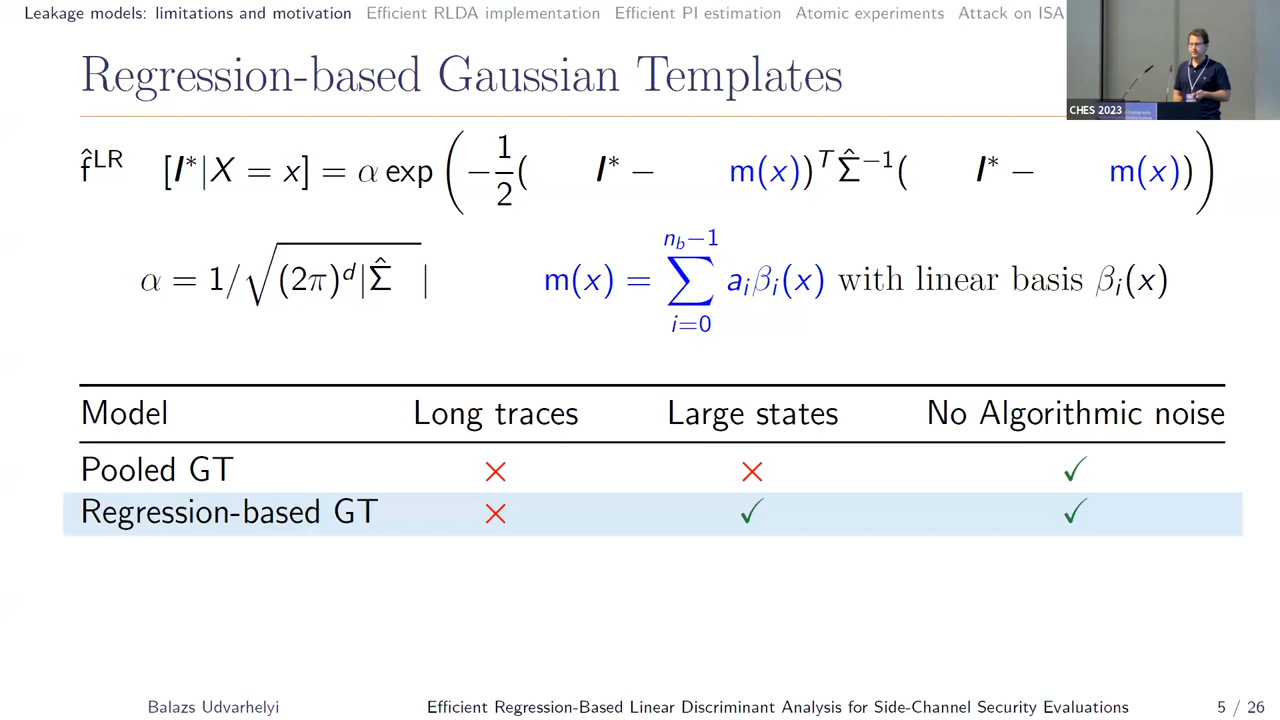 Leakage models: limitations and motivation Efficient RLDA implementation Efficient PI estimation Atomic experiments Attack on ISA
CHES 2023
Regression-based Gaussian Templates
f̂^LR [l*|X = x] = α exp ( −1/2 ( l* − m(x))^T Σ̂^−1 ( l* − m(x)) )
α = 1/√((2π)^d |Σ̂ |   m(x) = ∑_{i=0}^{n_b−1} a_i β_i(x) with linear basis β_i(x)
Model Long traces Large states No Algorithmic noise
Pooled GT × × ✓
Regression-based GT × ✓ ✓
Balazs Udvarhelyi Efficient Regression-Based Linear Discriminant Analysis for Side-Channel Security Evaluations 5 / 26